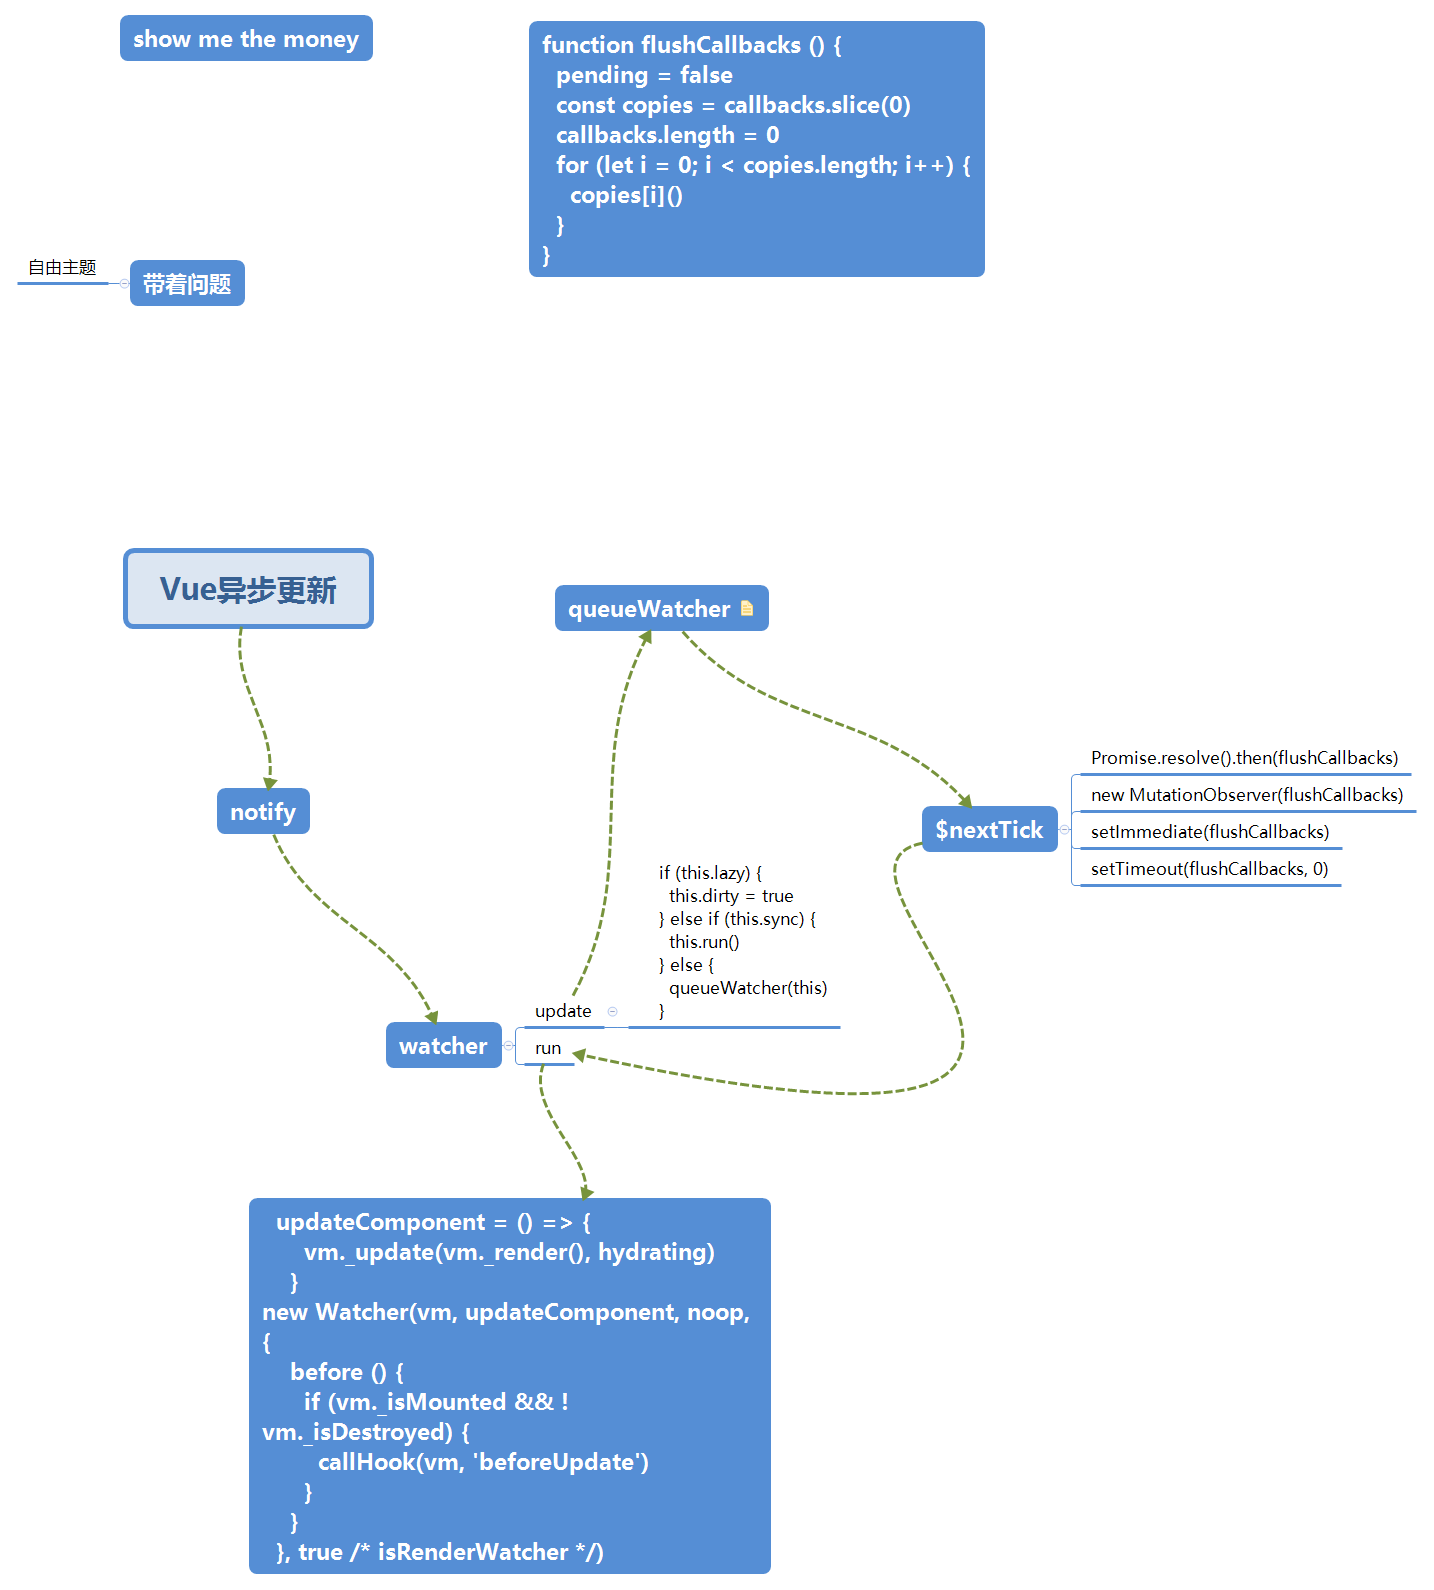 show me the money
function flushCallbacks () {
  pending = false
  const copies = callbacks.slice(0)
  callbacks.length = 0
  for (let i = 0; i < copies.length; i++) {
    copies[i]()
  }
}
自由主题
带着问题
Vue异步更新
queueWatcher
notify
$nextTick
Promise.resolve().then(flushCallbacks)
new MutationObserver(flushCallbacks)
setImmediate(flushCallbacks)
setTimeout(flushCallbacks, 0)
watcher
update
if (this.lazy) {
  this.dirty = true
} else if (this.sync) {
  this.run()
} else {
  queueWatcher(this)
}
run
  updateComponent = () => {
      vm._update(vm._render(), hydrating)
    }
new Watcher(vm, updateComponent, noop,
{
    before () {
      if (vm._isMounted && !
vm._isDestroyed) {
        callHook(vm, 'beforeUpdate')
      }
    }
  }, true /* isRenderWatcher */)